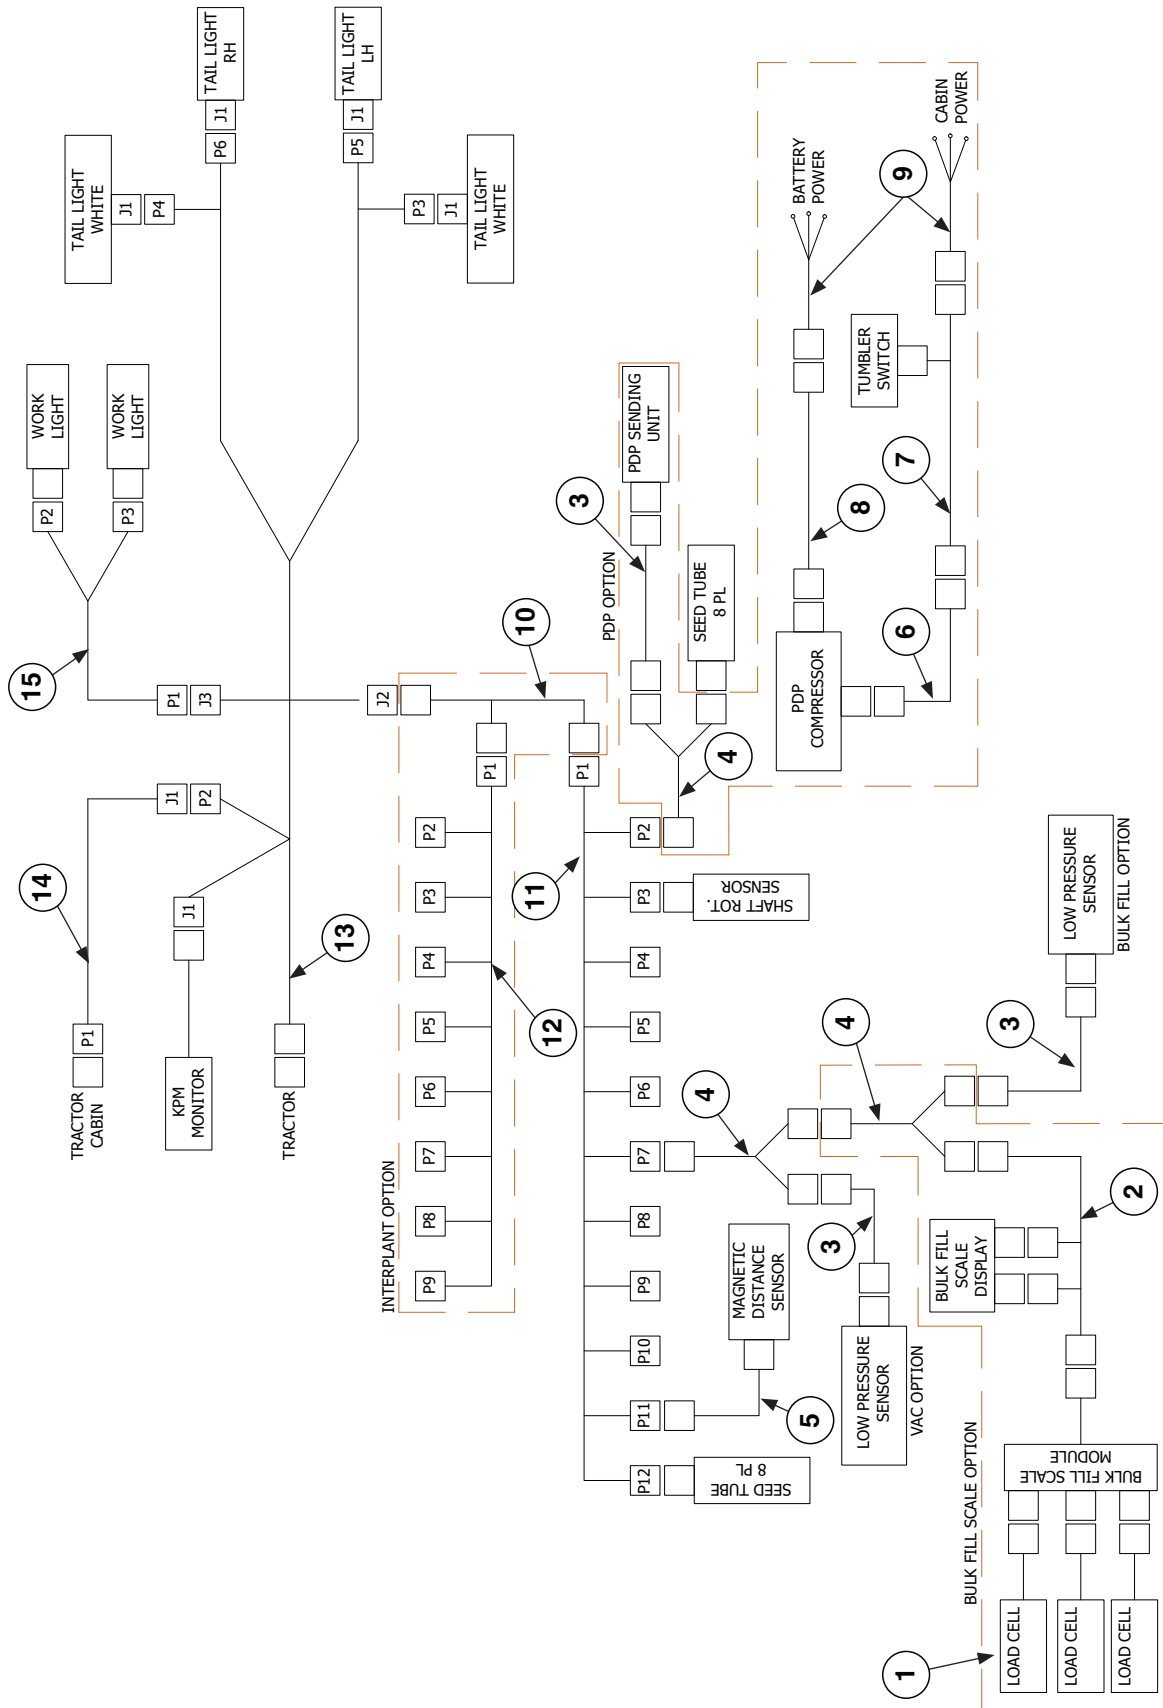 TAIL LIGHT
WHITE
J1
P4
TAIL LIGHT
RH
J1
P6
TAIL LIGHT
LH
J1
P5
P3
J1
TAIL LIGHT
WHITE
WORK
LIGHT
P2
WORK
LIGHT
P3
15
P1
J3
J2
14
J1
P2
J1
13
TRACTOR
CABIN
P1
KPM
MONITOR
TRACTOR
INTERPLANT OPTION
10
P1
P2
P3
P4
P5
P6
P7
P8
P9
12
11
P1
P2
P3
SHAFT ROT.
SENSOR
P4
P5
P6
P7
P8
P9
P10
P11
P12
SEED TUBE
8 PL
PDP OPTION
3
PDP SENDING
UNIT
SEED TUBE
8 PL
4
BATTERY
POWER
9
CABIN
POWER
TUMBLER
SWITCH
8
7
6
PDP
COMPRESSOR
4
3
MAGNETIC
DISTANCE
SENSOR
5
LOW PRESSURE
SENSOR
VAC OPTION
4
3
LOW PRESSURE
SENSOR
BULK FILL OPTION
2
BULK FILL
SCALE
DISPLAY
BULK FILL SCALE
MODULE
BULK FILL SCALE OPTION
1
LOAD CELL
LOAD CELL
LOAD CELL